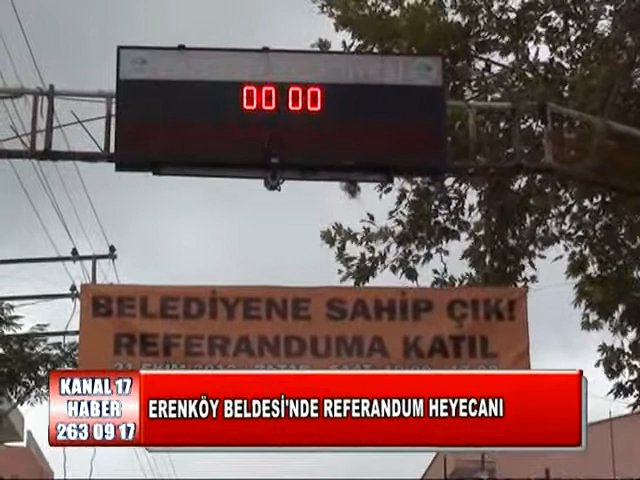 00 00
BELEDİYENE SAHİP ÇIK!
REFERANDUMA KATIL
KANAL 17
HABER
263 09 17
ERENKÖY BELDESİ'NDE REFERANDUM HEYECANI